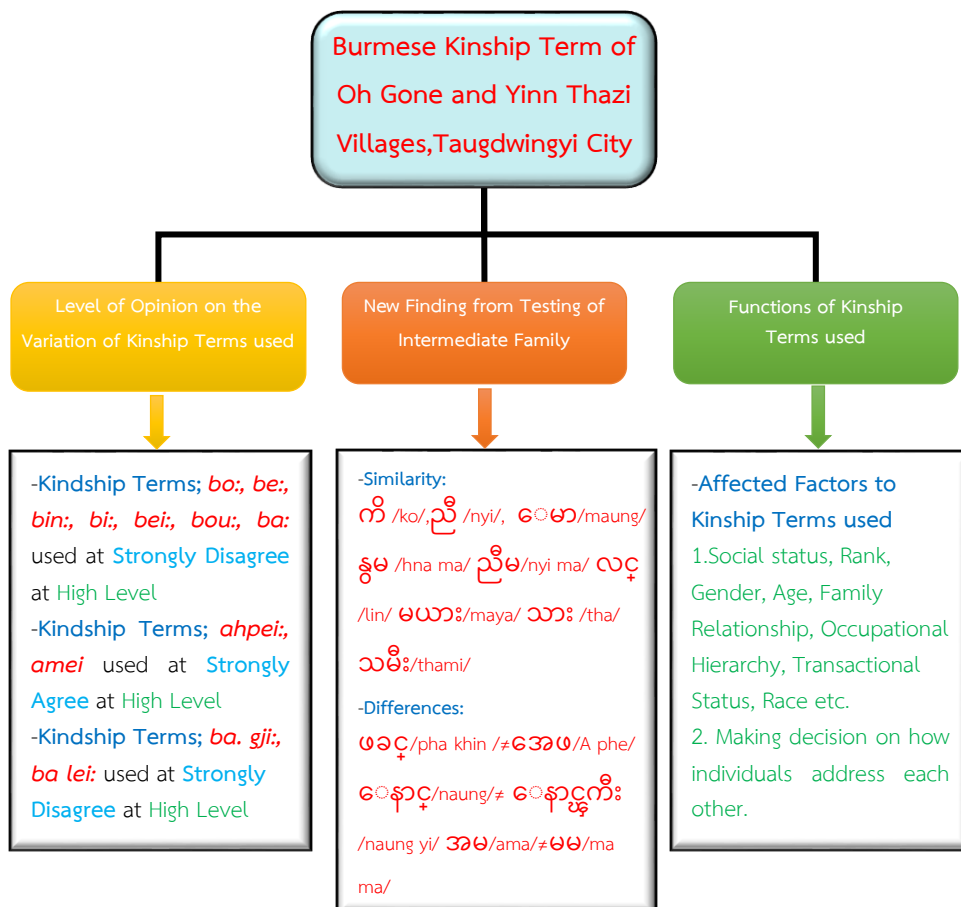 Burmese Kinship Term of
Oh Gone and Yinn Thazi
Villages,Taugdwingyi City
Level of Opinion on the
Variation of Kinship Terms used
New Finding from Testing of
Intermediate Family
Functions of Kinship
Terms used
-Kindship Terms; bo:, be:,
bin:, bi:, bei:, bou:, ba:
used at Strongly Disagree
at High Level
-Kindship Terms; ahpei:,
amei used at Strongly
Agree at High Level
-Kindship Terms; ba. gji:,
ba lei: used at Strongly
Disagree at High Level
-Similarity:
ကိ /ko/,ညီ /nyi/, ေမာ/maung/
နွမ /hna ma/ ညီမ/nyi ma/ လင္
/lin/ မယား/maya/ သား /tha/
သမီး/thami/
-Differences:
ဖခင္/pha khin /≠အေဖ/A phe/
ေနာင္/naung/≠ ေနာင္ၾကီး
/naung yi/ အမ/ama/≠မမ/ma
ma/
-Affected Factors to
Kinship Terms used
1.Social status, Rank,
Gender, Age, Family
Relationship, Occupational
Hierarchy, Transactional
Status, Race etc.
2. Making decision on how
individuals address each
other.